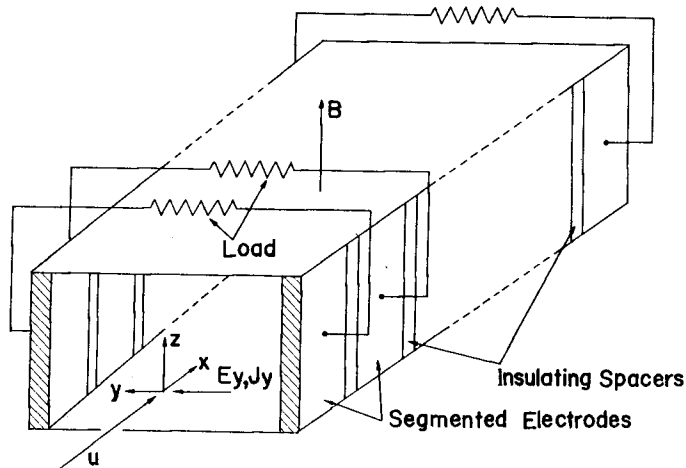 B
Load
z
x
y
Ey,Jy
u
Insulating Spacers
Segmented Electrodes